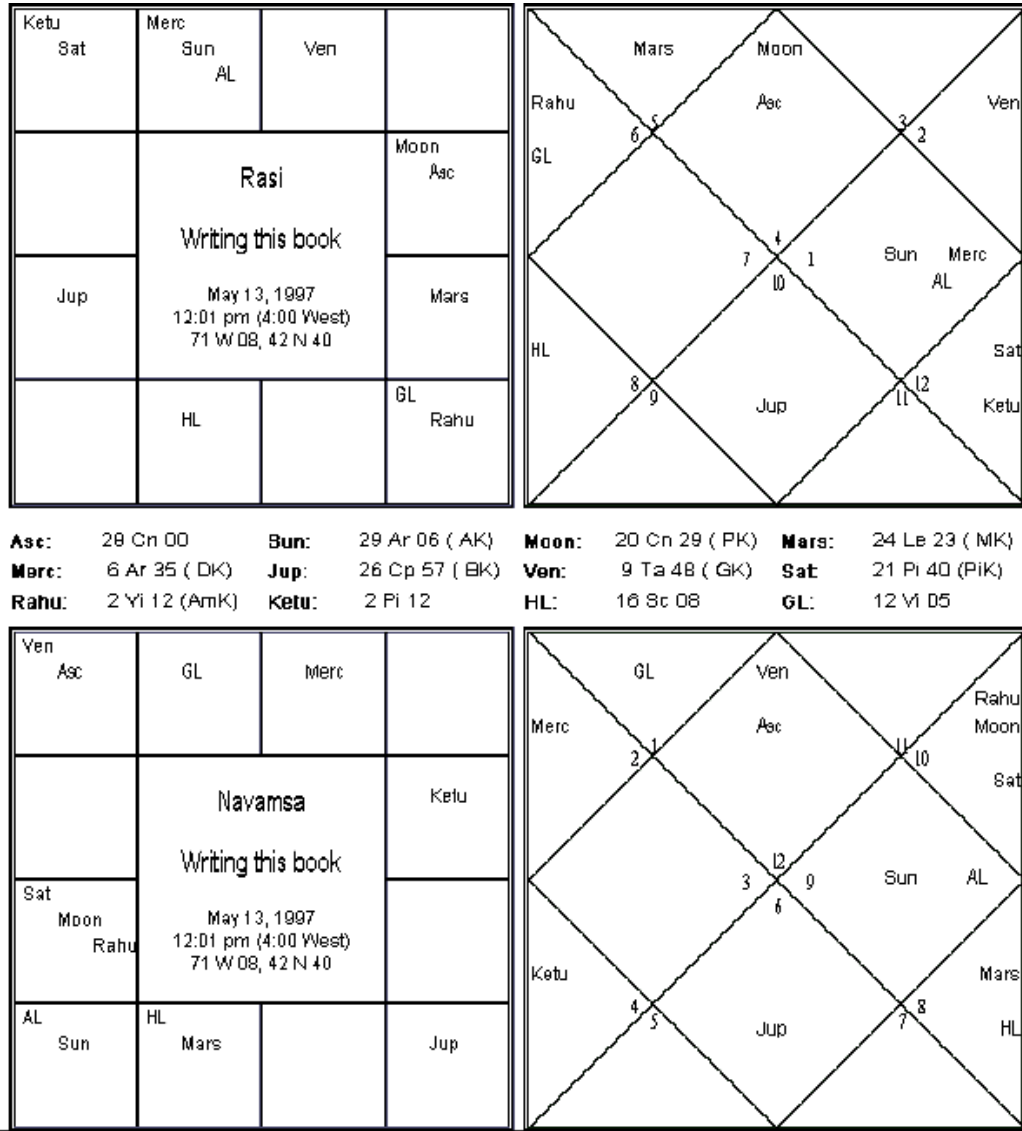 Ketu
Sat
Merc
Sun
AL
Ven
Moon
Asc
Rasi
Writing this book
May 13, 1997
12:01 pm (4:00 West)
71 W 08, 42 N 40
Jup
Mars
HL
GL
Rahu
Mars
Moon
Rahu
Asc
Ven
5
3
6
2
GL
4
7
1
10
Sun Merc
AL
HL
Sat
8
12
9
11
Jup
Ketu
Asc: 28 Cn 00 Sun: 29 Ar 06 ( AK) Moon: 20 Cn 29 ( PK) Mars: 24 Le 23 ( MK)
Merc: 6 Ar 35 ( DK) Jup: 26 Cp 57 ( BK) Ven: 9 Ta 48 ( GK) Sat: 21 Pi 40 (PiK)
Rahu: 2 Vi 12 (AmK) Ketu: 2 Pi 12 HL: 16 Sc 08 GL: 12 Vi 05
Ven
Asc
GL
Merc
Navamsa
Writing this book
May 13, 1997
12:01 pm (4:00 West)
71 W 08, 42 N 40
Ketu
Sat
Moon
Rahu
AL
Sun
HL
Mars
Jup
GL
Ven
Rahu
Merc
Asc
Moon
1
11
2
10
Sat
12
3
9
6
Sun AL
Ketu
Mars
4
8
5
7
Jup
HL